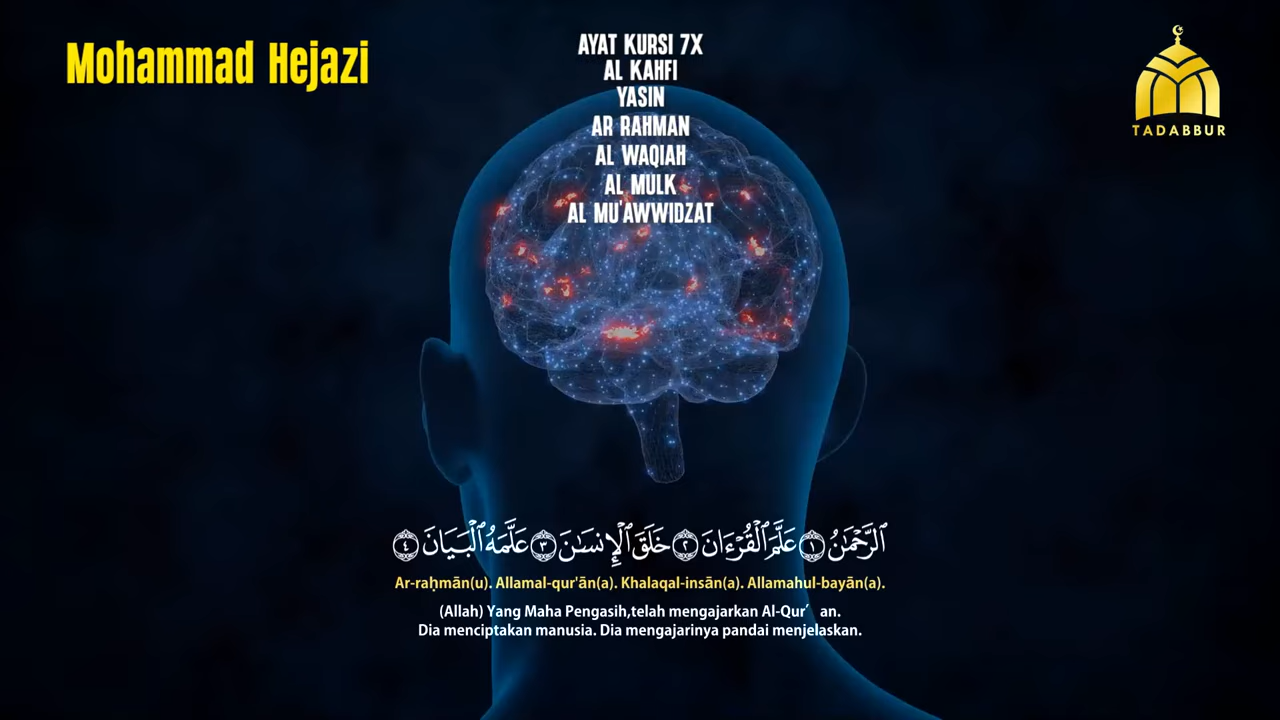 Mohammad Hejazi
AYAT KURSI 7X
AL KAHFI
YASIN
AR RAHMAN
AL WAQIAH
AL MULK
AL MU'AWWIDZAT
TADABBUR
ٱلرَّحْمَٰنُ ١ عَلَّمَ ٱلْقُرْءَانَ ٢ خَلَقَ ٱلْإِنسَٰنَ ٣ عَلَّمَهُ ٱلْبَيَانَ ٤
Ar-raḥmān(u). Allamal-qur'ān(a). Khalaqal-insān(a). Allamahul-bayān(a).
(Allah) Yang Maha Pengasih,telah mengajarkan Al-Qur’ an.
Dia menciptakan manusia. Dia mengajarinya pandai menjelaskan.